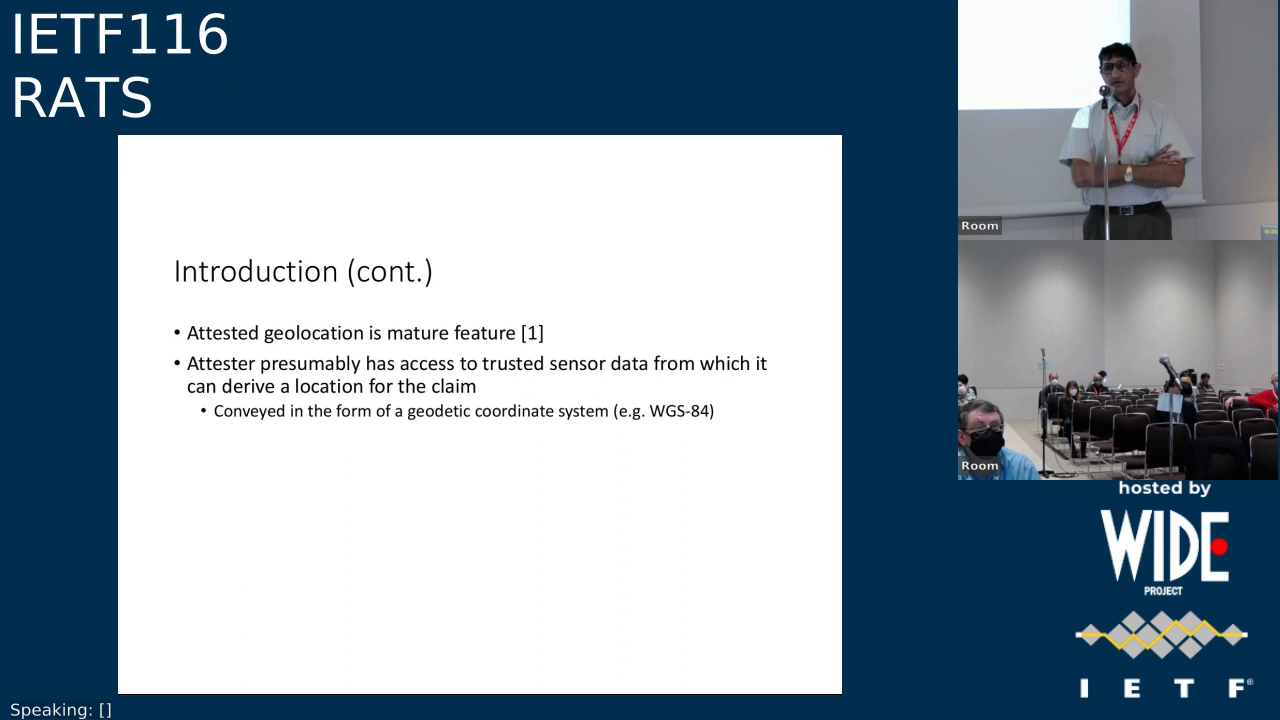 IETF116
RATS
Introduction (cont.)
• Attested geolocation is mature feature [1]
• Attester presumably has access to trusted sensor data from which it
can derive a location for the claim
• Conveyed in the form of a geodetic coordinate system (e.g. WGS-84)
Room
Room
hosted by
WIDE
PROJECT
I E T F®
Speaking: []